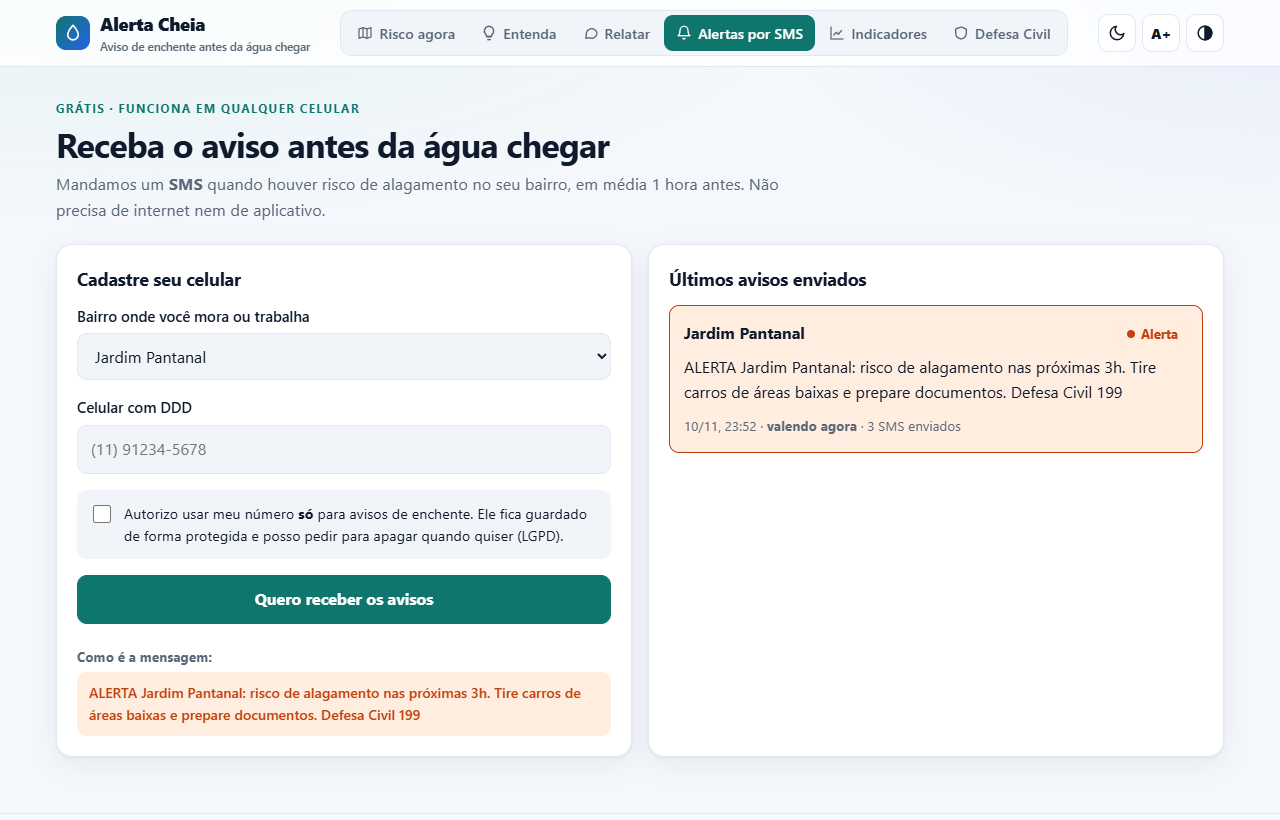 Alerta Cheia
Aviso de enchente antes da água chegar
Risco agora
Entenda
Relatar
Alertas por SMS
Indicadores
Defesa Civil
A+
GRÁTIS · FUNCIONA EM QUALQUER CELULAR
Receba o aviso antes da água chegar
Mandamos um SMS quando houver risco de alagamento no seu bairro, em média 1 hora antes. Não
precisa de internet nem de aplicativo.
Cadastre seu celular
Bairro onde você mora ou trabalha
Jardim Pantanal
Celular com DDD
(11) 91234-5678
Autorizo usar meu número só para avisos de enchente. Ele fica guardado
de forma protegida e posso pedir para apagar quando quiser (LGPD).
Quero receber os avisos
Como é a mensagem:
ALERTA Jardim Pantanal: risco de alagamento nas próximas 3h. Tire carros de
áreas baixas e prepare documentos. Defesa Civil 199
Últimos avisos enviados
Jardim Pantanal
Alerta
ALERTA Jardim Pantanal: risco de alagamento nas próximas 3h. Tire
carros de áreas baixas e prepare documentos. Defesa Civil 199
10/11, 23:52 · valendo agora · 3 SMS enviados